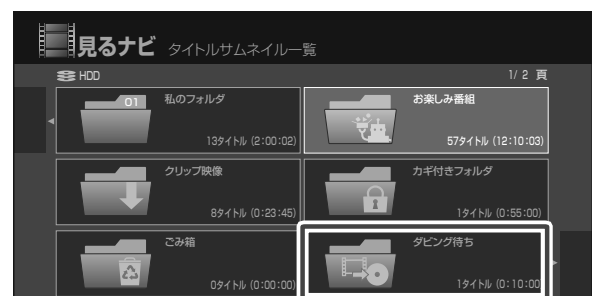 見るナビ タイトルサムネイル一覧
HDD 1/ 2 頁
01 私のフォルダ
13タイトル (2:00:02)
お楽しみ番組
57タイトル (12:10:03)
クリップ映像
8タイトル (0:23:45)
カギ付きフォルダ
1タイトル (0:55:00)
ごみ箱
0タイトル (0:00:00)
ダビング待ち
1タイトル (0:10:00